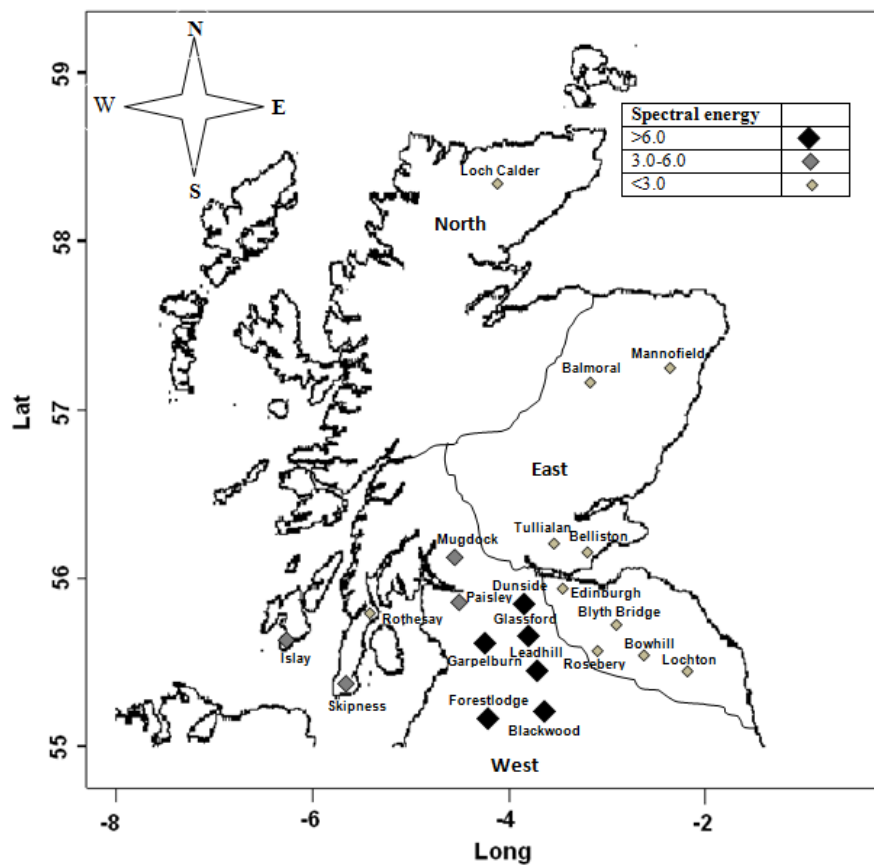 N
W
E
S
Spectral energy
>6.0
3.0-6.0
<3.0
59
58
57
56
55
Lat
Loch Calder
North
Mannofield
Balmoral
East
Tullialan
Belliston
Mugdock
Dunside
Edinburgh
Paisley
Blyth Bridge
Rothesay
Glassford
Bowhill
Islay
Garpelburn
Leadhill
Rosebery
Lochton
Skipness
Forestlodge
Blackwood
West
-8
-6
-4
-2
Long